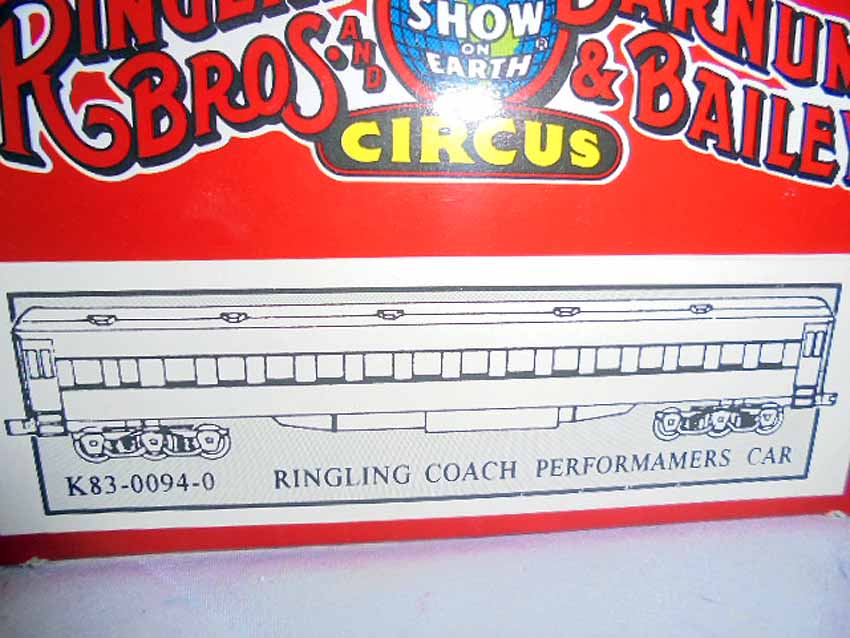 BROS. AND
& BAILEY
SHOW
ON
EARTH®
CIRCUS
K83-0094-0 RINGLING COACH PERFORMAMERS CAR